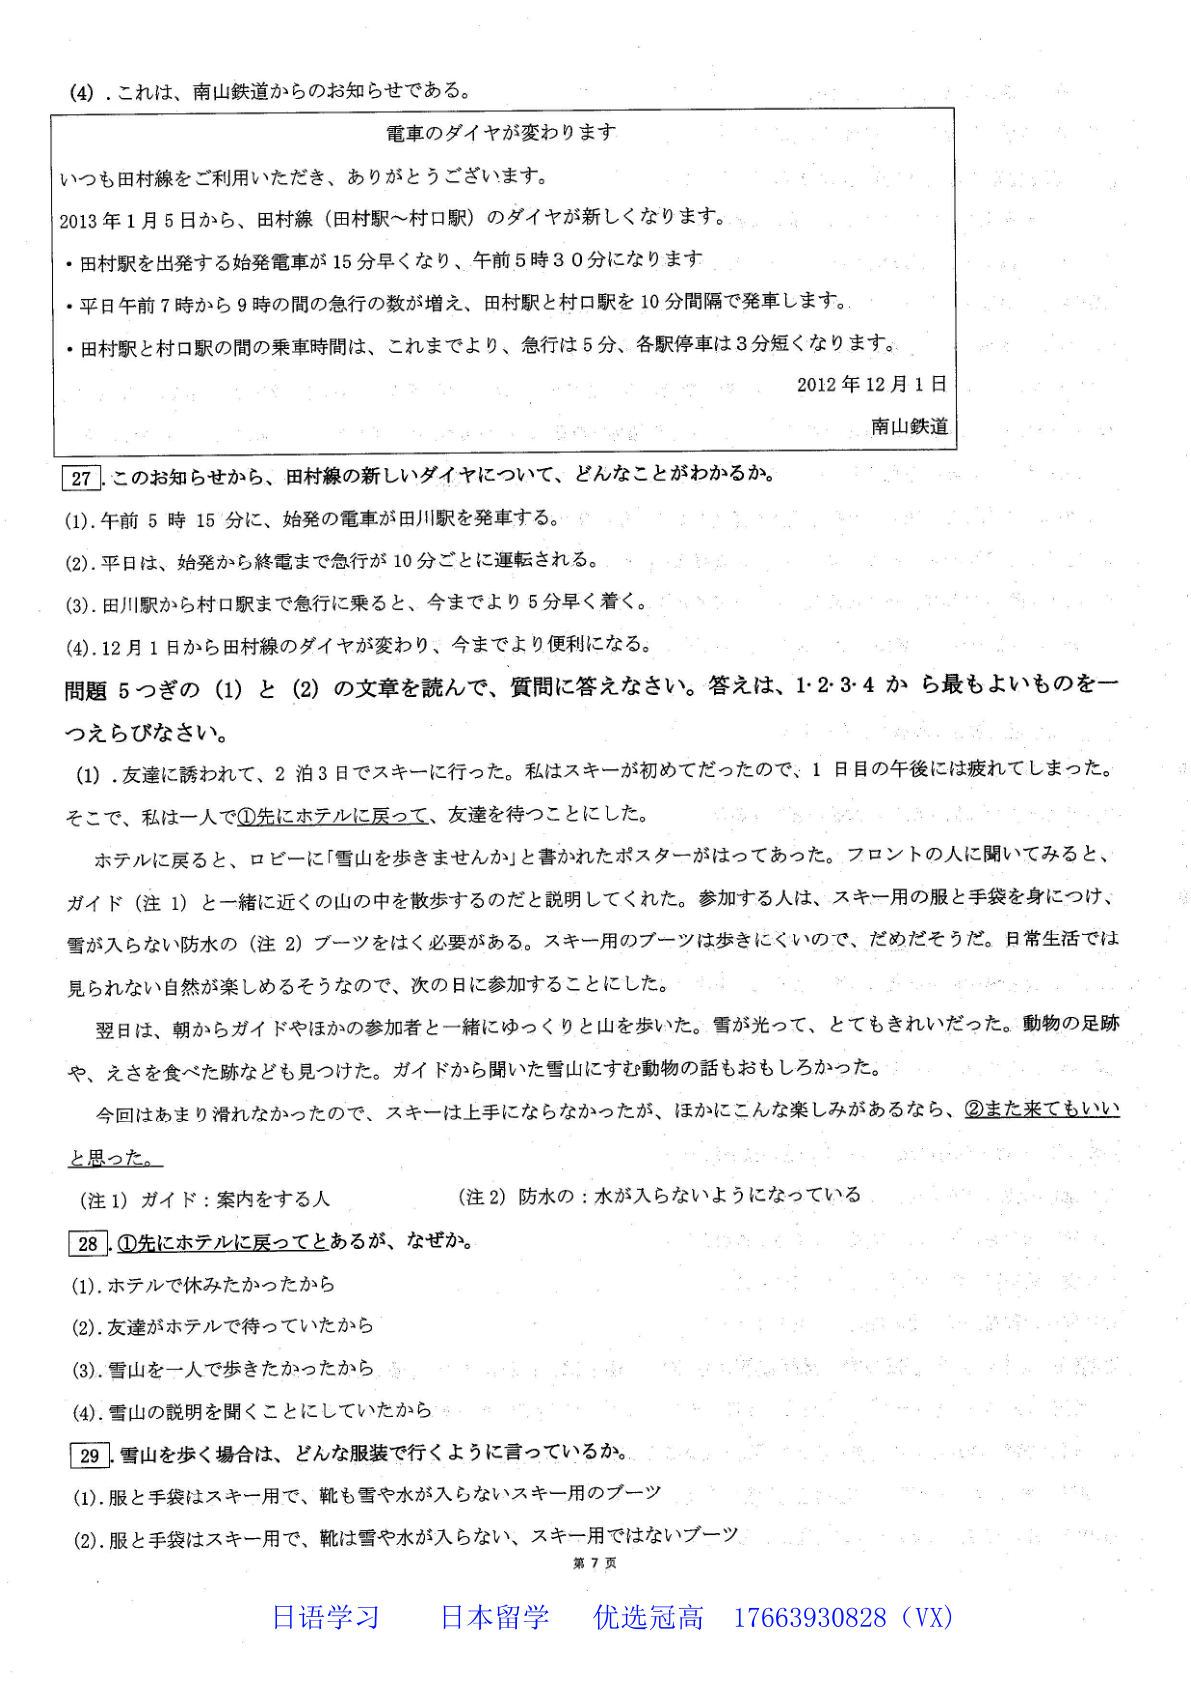 (4) .これは、南山鉄道からのお知らせである。
電車のダイヤが変わります
いつも田村線をご利用いただき、ありがとうございます。
2013年1月5日から、田村線（田村駅～村口駅）のダイヤが新しくなります。
・田村駅を出発する始発電車が15分早くなり、午前５時３０分になります
・平日午前７時から９時の間の急行の数が増え、田村駅と村口駅を10分間隔で発車します。
・田村駅と村口駅の間の乗車時間は、これまでより、急行は5分、各駅停車は３分短くなります。
2012年12月1日
南山鉄道
27.このお知らせから、田村線の新しいダイヤについて、どんなことがわかるか。
(1).午前 5 時 15 分に、始発の電車が田川駅を発車する。
(2).平日は、始発から終電まで急行が10分ごとに運転される。
(3).田川駅から村口駅まで急行に乗ると、今までより5分早く着く。
(4).12月1日から田村線のダイヤが変わり、今までより便利になる。
問題 5つぎの（1）と（2）の文章を読んで、質問に答えなさい。答えは、1·2·3·4 か ら最もよいものを一
つえらびなさい。
（1）.友達に誘われて、2 泊3日でスキーに行った。私はスキーが初めてだったので、1 日目の午後には疲れてしまった。
そこで、私は一人で①先にホテルに戻って、友達を待つことにした。
ホテルに戻ると、ロビーに｢雪山を歩きませんか｣と書かれたポスターがはってあった。フロントの人に聞いてみると、
ガイド（注 1）と一緒に近くの山の中を散歩するのだと説明してくれた。参加する人は、スキー用の服と手袋を身につけ、
雪が入らない防水の（注 2）ブーツをはく必要がある。スキー用のブーツは歩きにくいので、だめだそうだ。日常生活では
見られない自然が楽しめるそうなので、次の日に参加することにした。
翌日は、朝からガイドやほかの参加者と一緒にゆっくりと山を歩いた。雪が光って、とてもきれいだった。動物の足跡
や、えさを食べた跡なども見つけた。ガイドから聞いた雪山にすむ動物の話もおもしろかった。
今回はあまり滑れなかったので、スキーは上手にならなかったが、ほかにこんな楽しみがあるなら、②また来てもいい
と思った。
（注1）ガイド：案内をする人 （注2）防水の：水が入らないようになっている
28.①先にホテルに戻ってとあるが、なぜか。
(1).ホテルで休みたかったから
(2).友達がホテルで待っていたから
(3).雪山を一人で歩きたかったから
(4).雪山の説明を聞くことにしていたから
29.雪山を歩く場合は、どんな服装で行くように言っているか。
(1).服と手袋はスキー用で、靴も雪や水が入らないスキー用のブーツ
(2).服と手袋はスキー用で、靴は雪や水が入らない、スキー用ではないブーツ
第 7 页
日语学习 日本留学 优选冠高 17663930828（VX)